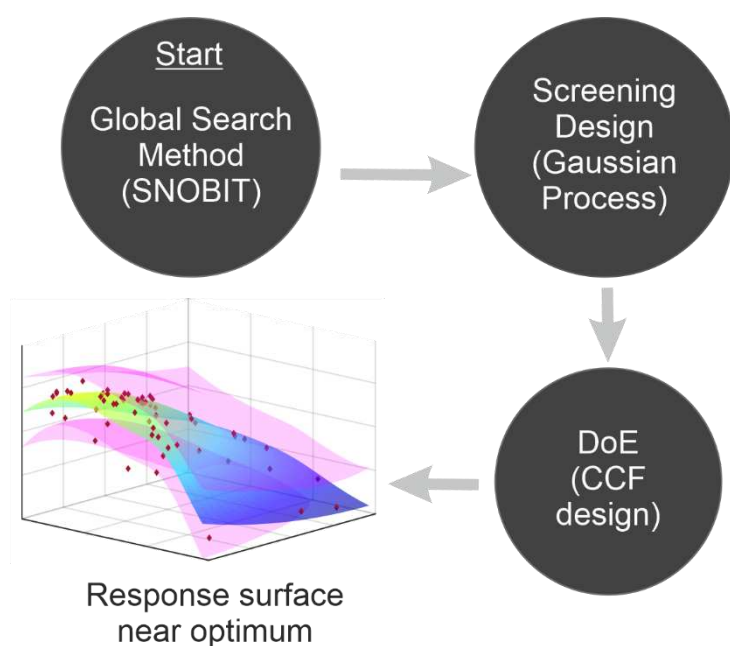 Start
Global Search
Method
(SNOBIT)
Screening
Design
(Gaussian
Process)
DoE
(CCF
design)
Response surface
near optimum